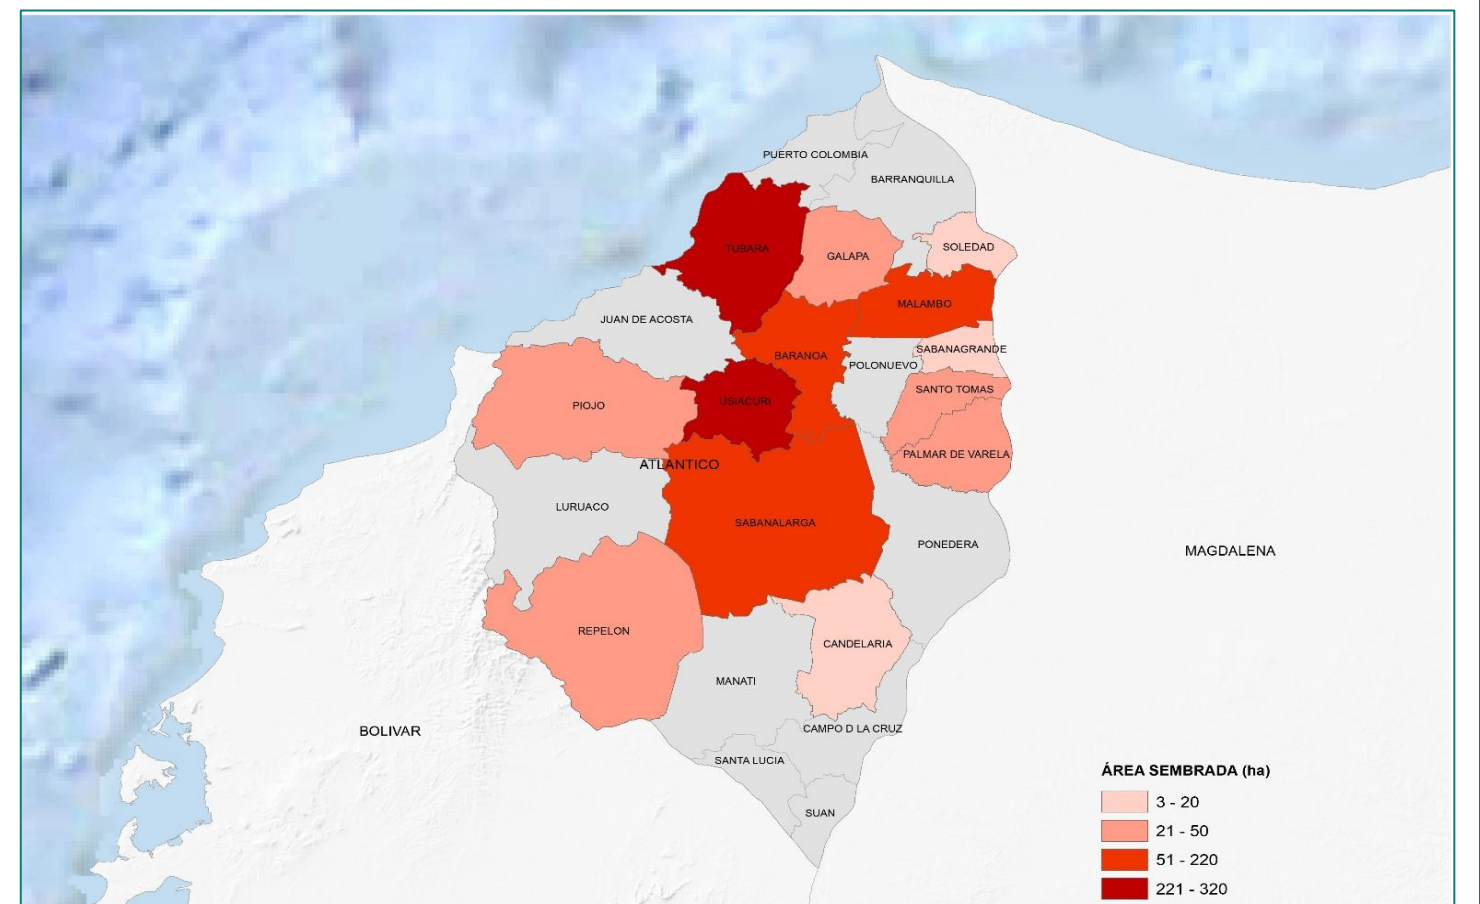 PUERTO COLOMBIA
BARRANQUILLA
SOLEDAD
TUBARA
GALAPA
MALAMBO
JUAN DE ACOSTA
SABANAGRANDE
BARANOA
POLONUEVO
SANTO TOMAS
USIACURI
PIOJO
PALMAR DE VARELA
ATLANTICO
LURUACO
SABANALARGA
PONEDERA
MAGDALENA
REPELON
CANDELARIA
MANATI
BOLIVAR
CAMPO D LA CRUZ
SANTA LUCIA
SUAN
ÁREA SEMBRADA (ha)
3 - 20
21 - 50
51 - 220
221 - 320